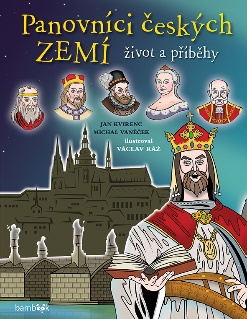 Panovníci českých
ZEMÍ život a příběhy
JAN KVIRENC
MICHAL VANĚČEK
ilustroval
VÁCLAV RÁŽ
bambook